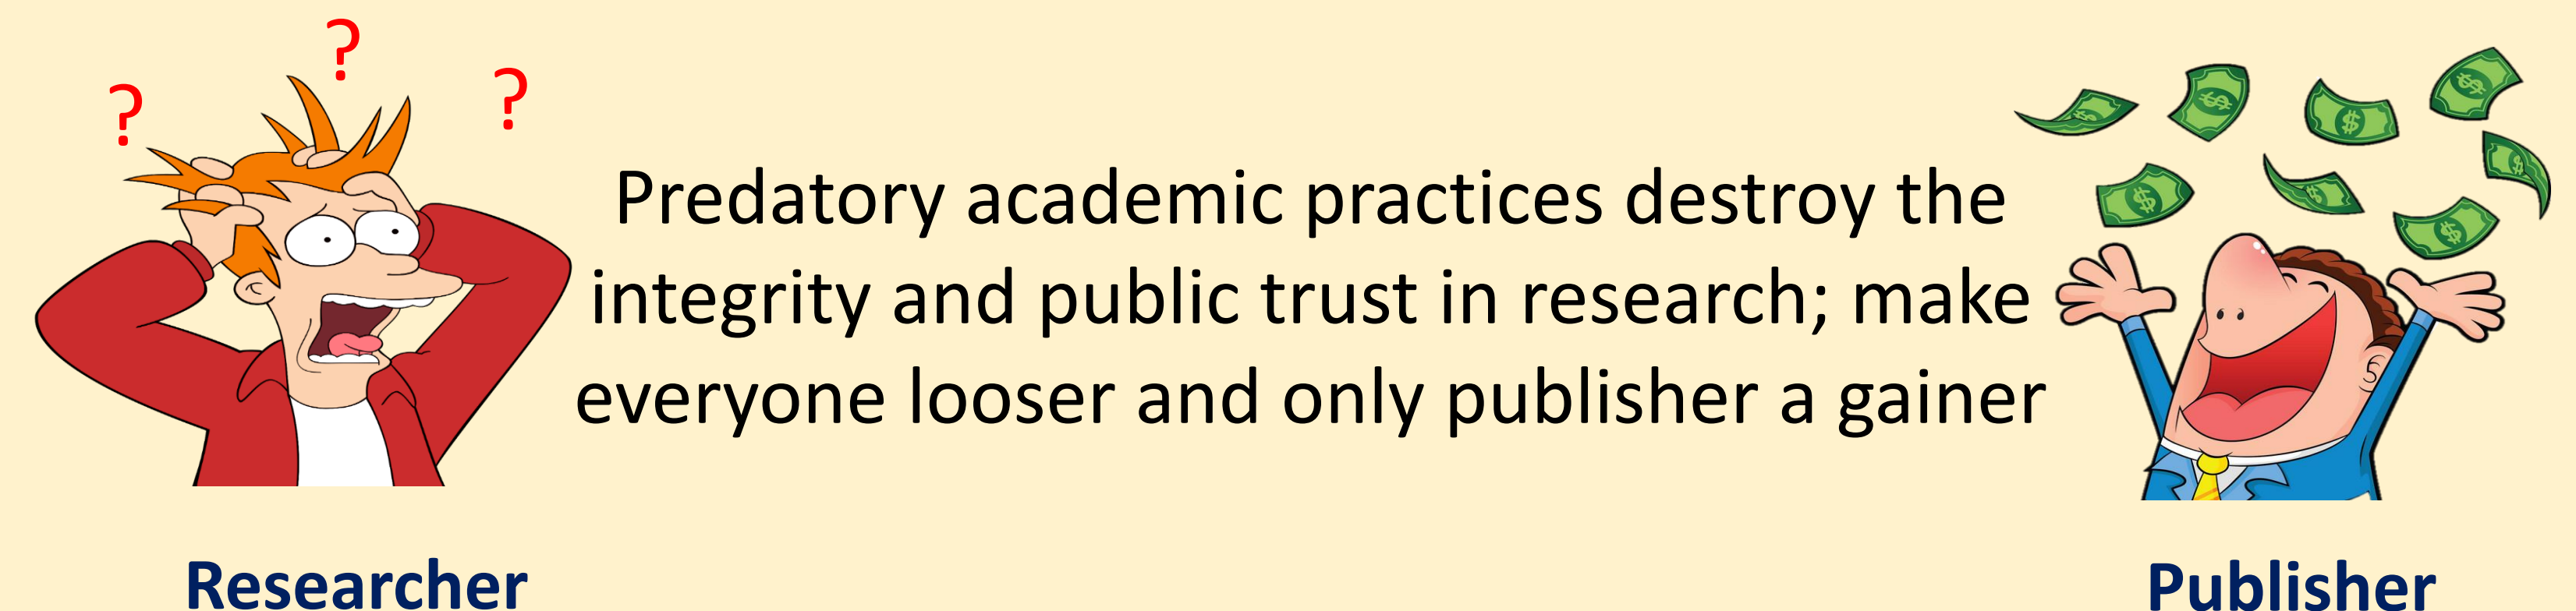 ? ? ?
Predatory academic practices destroy the
integrity and public trust in research; make
everyone looser and only publisher a gainer
Researcher
Publisher